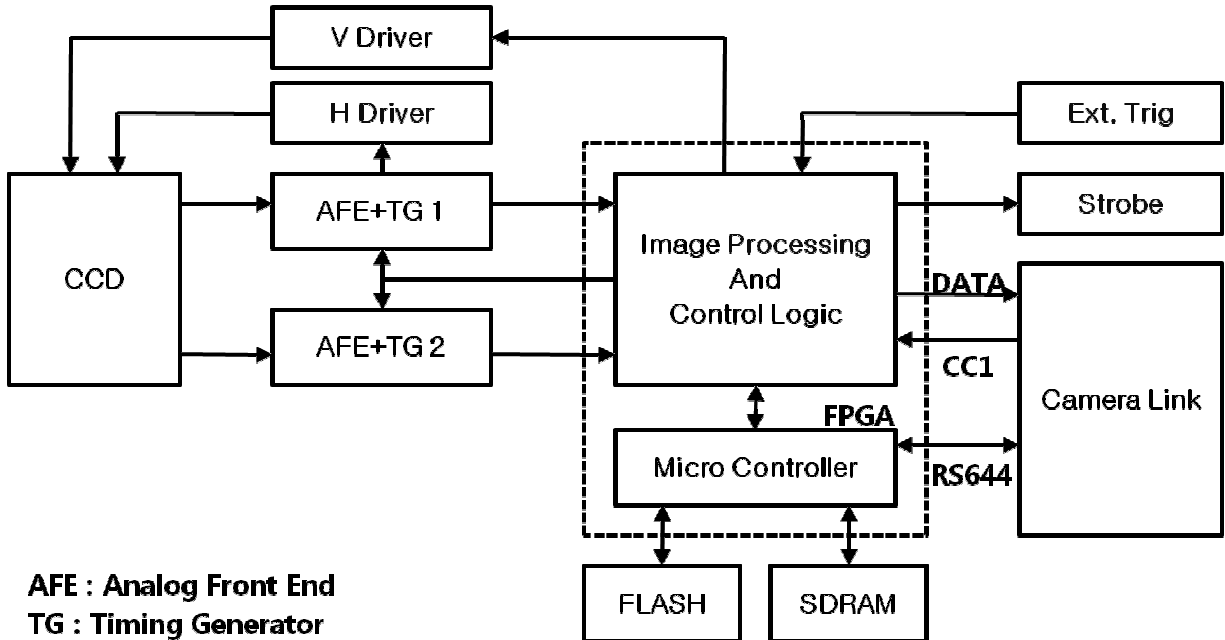 V Driver
H Driver
Ext. Trig
AFE+TG 1
Strobe
Image Processing
And
Control Logic
CCD
DATA
AFE+TG 2
CC1
Camera Link
FPGA
Micro Controller
RS644
FLASH
SDRAM
AFE : Analog Front End
TG : Timing Generator